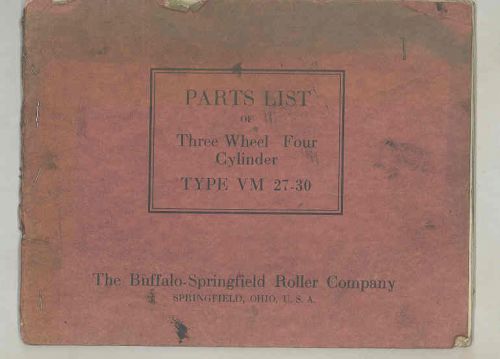 PARTS LIST
OF
Three Wheel Four
Cylinder
TYPE VM 27-30
The Buffalo-Springfield Roller Company
SPRINGFIELD, OHIO, U. S. A.